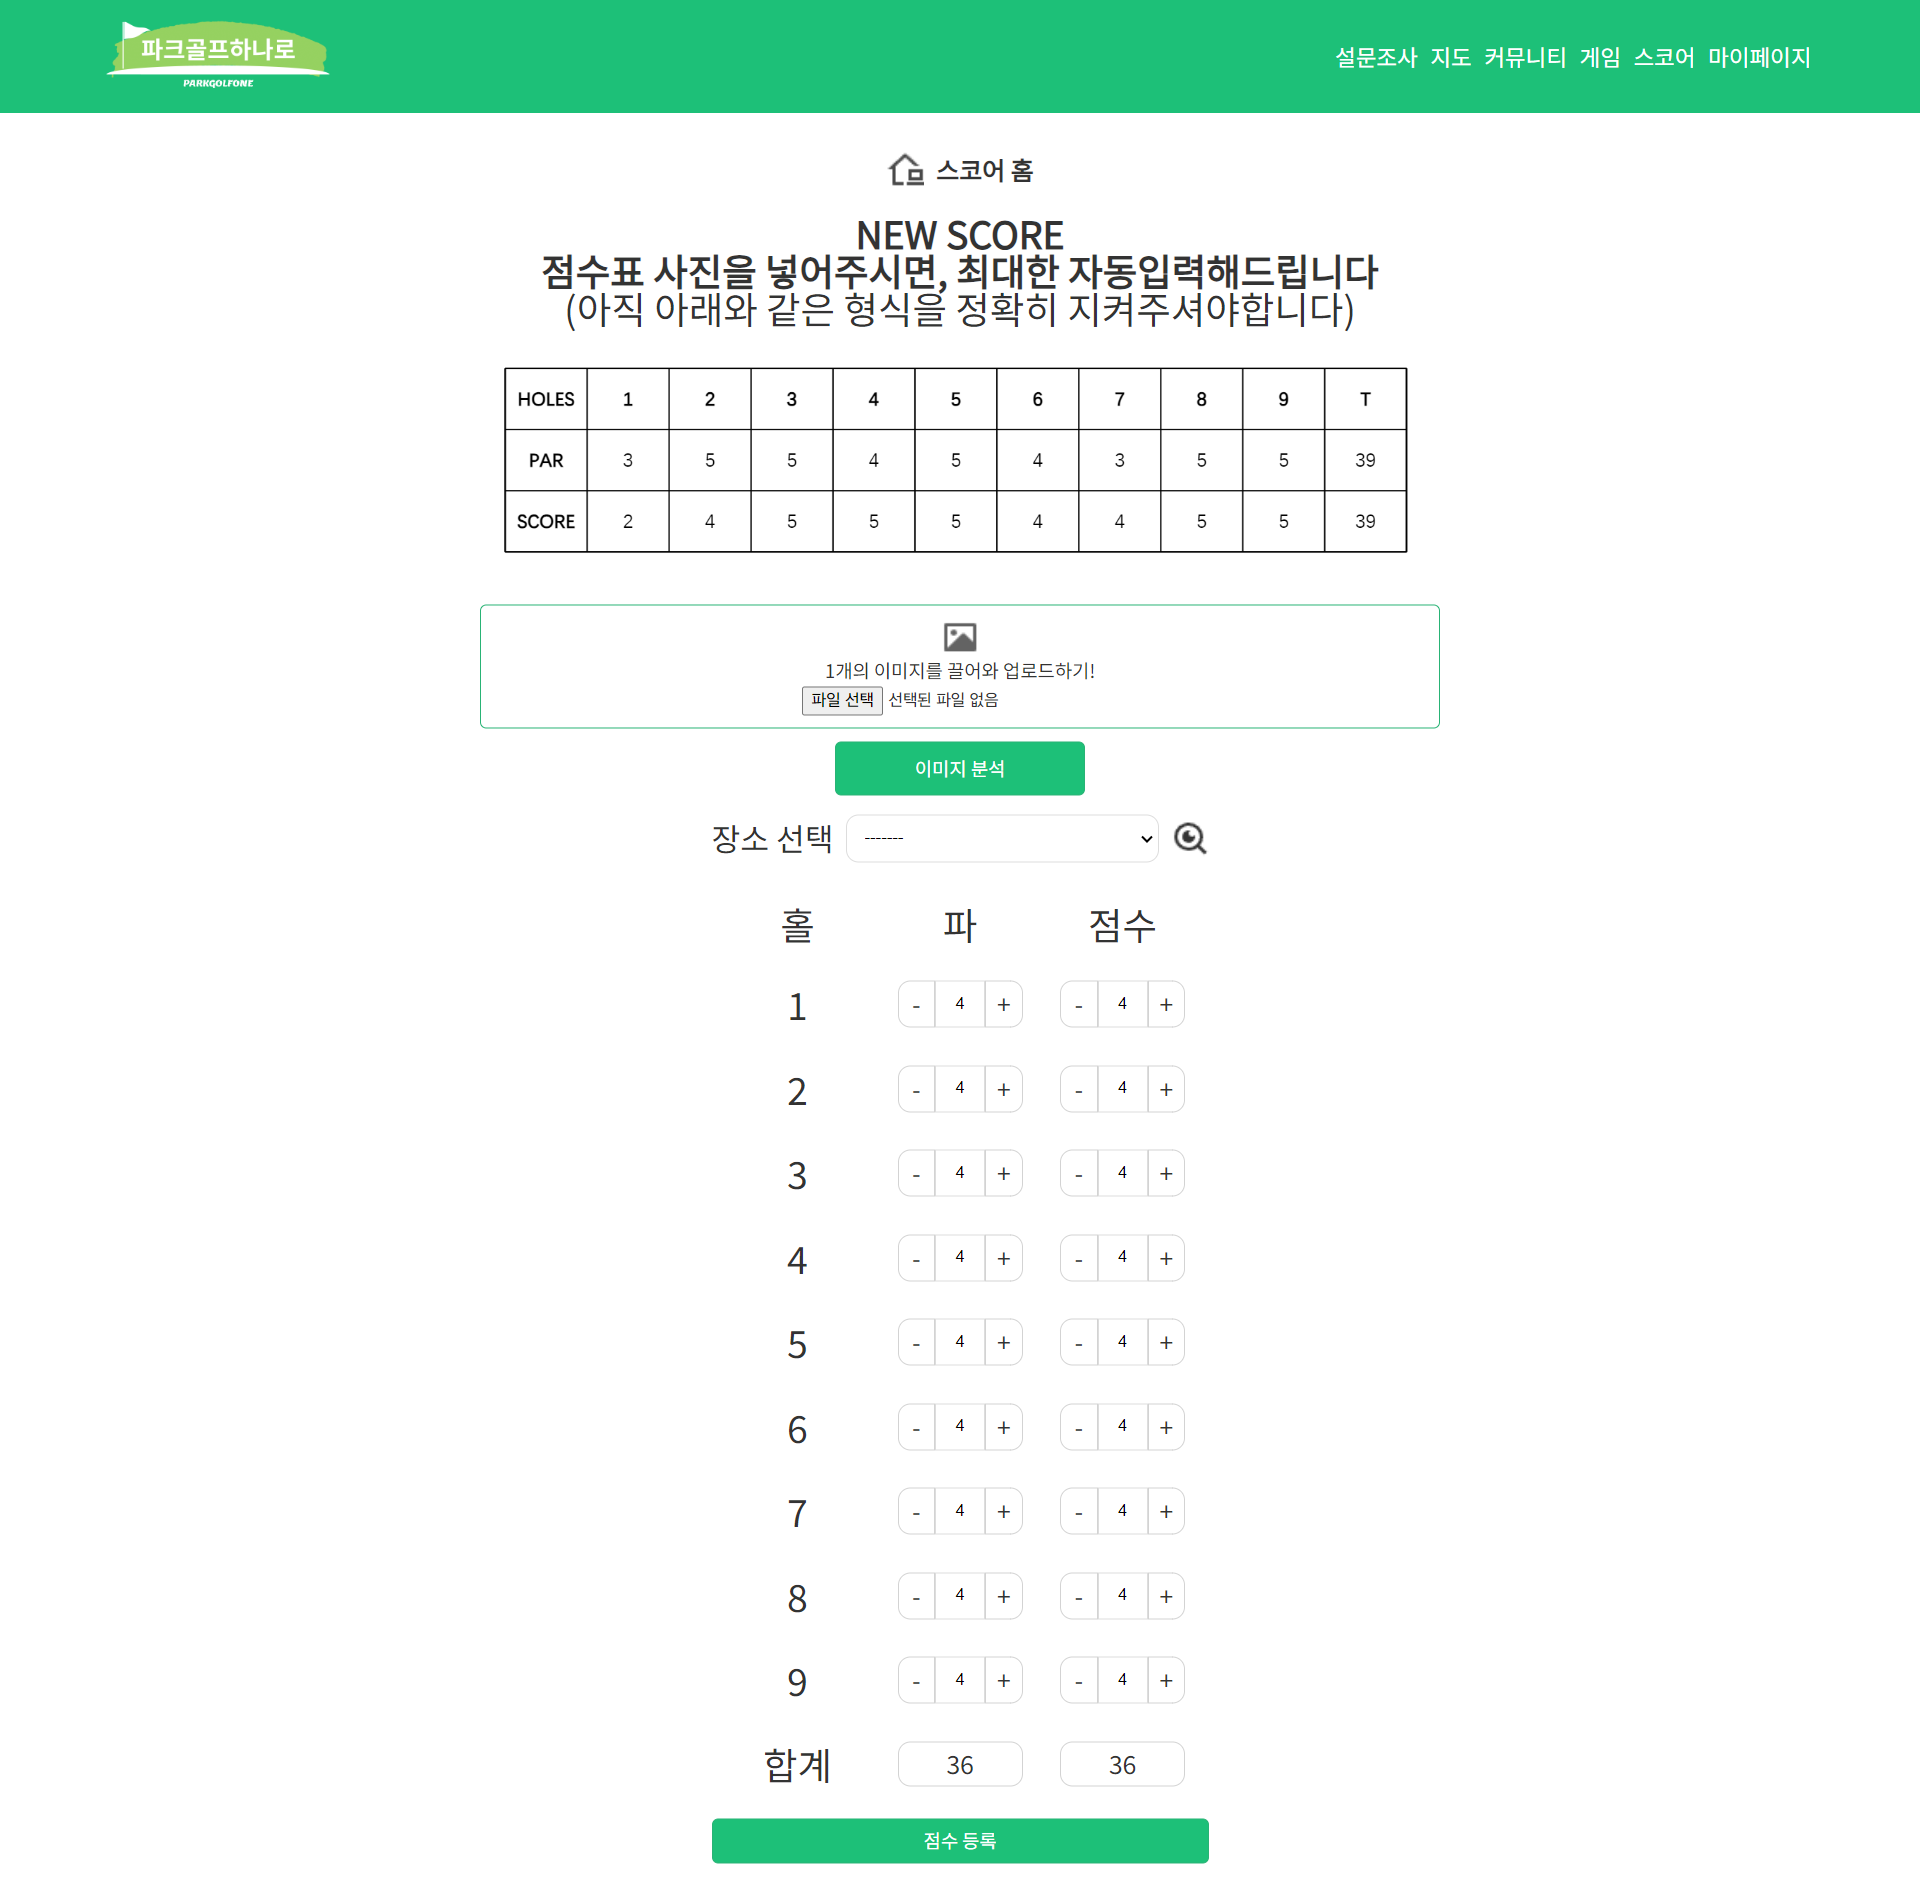 파크골프하나로
PARKGOLFONE
설문조사 지도 커뮤니티 게임 스코어 마이페이지
스코어 홈
NEW SCORE
점수표 사진을 넣어주시면, 최대한 자동입력해드립니다
(아직 아래와 같은 형식을 정확히 지켜주셔야합니다)
HOLES 1 2 3 4 5 6 7 8 9 T
PAR 3 5 5 4 5 4 3 5 5 39
SCORE 2 4 5 5 5 4 4 5 5 39
1개의 이미지를 끌어와 업로드하기!
파일 선택 선택된 파일 없음
이미지 분석
장소 선택 -------
홀 파 점수
1 - 4 + - 4 +
2 - 4 + - 4 +
3 - 4 + - 4 +
4 - 4 + - 4 +
5 - 4 + - 4 +
6 - 4 + - 4 +
7 - 4 + - 4 +
8 - 4 + - 4 +
9 - 4 + - 4 +
합계 36 36
점수 등록